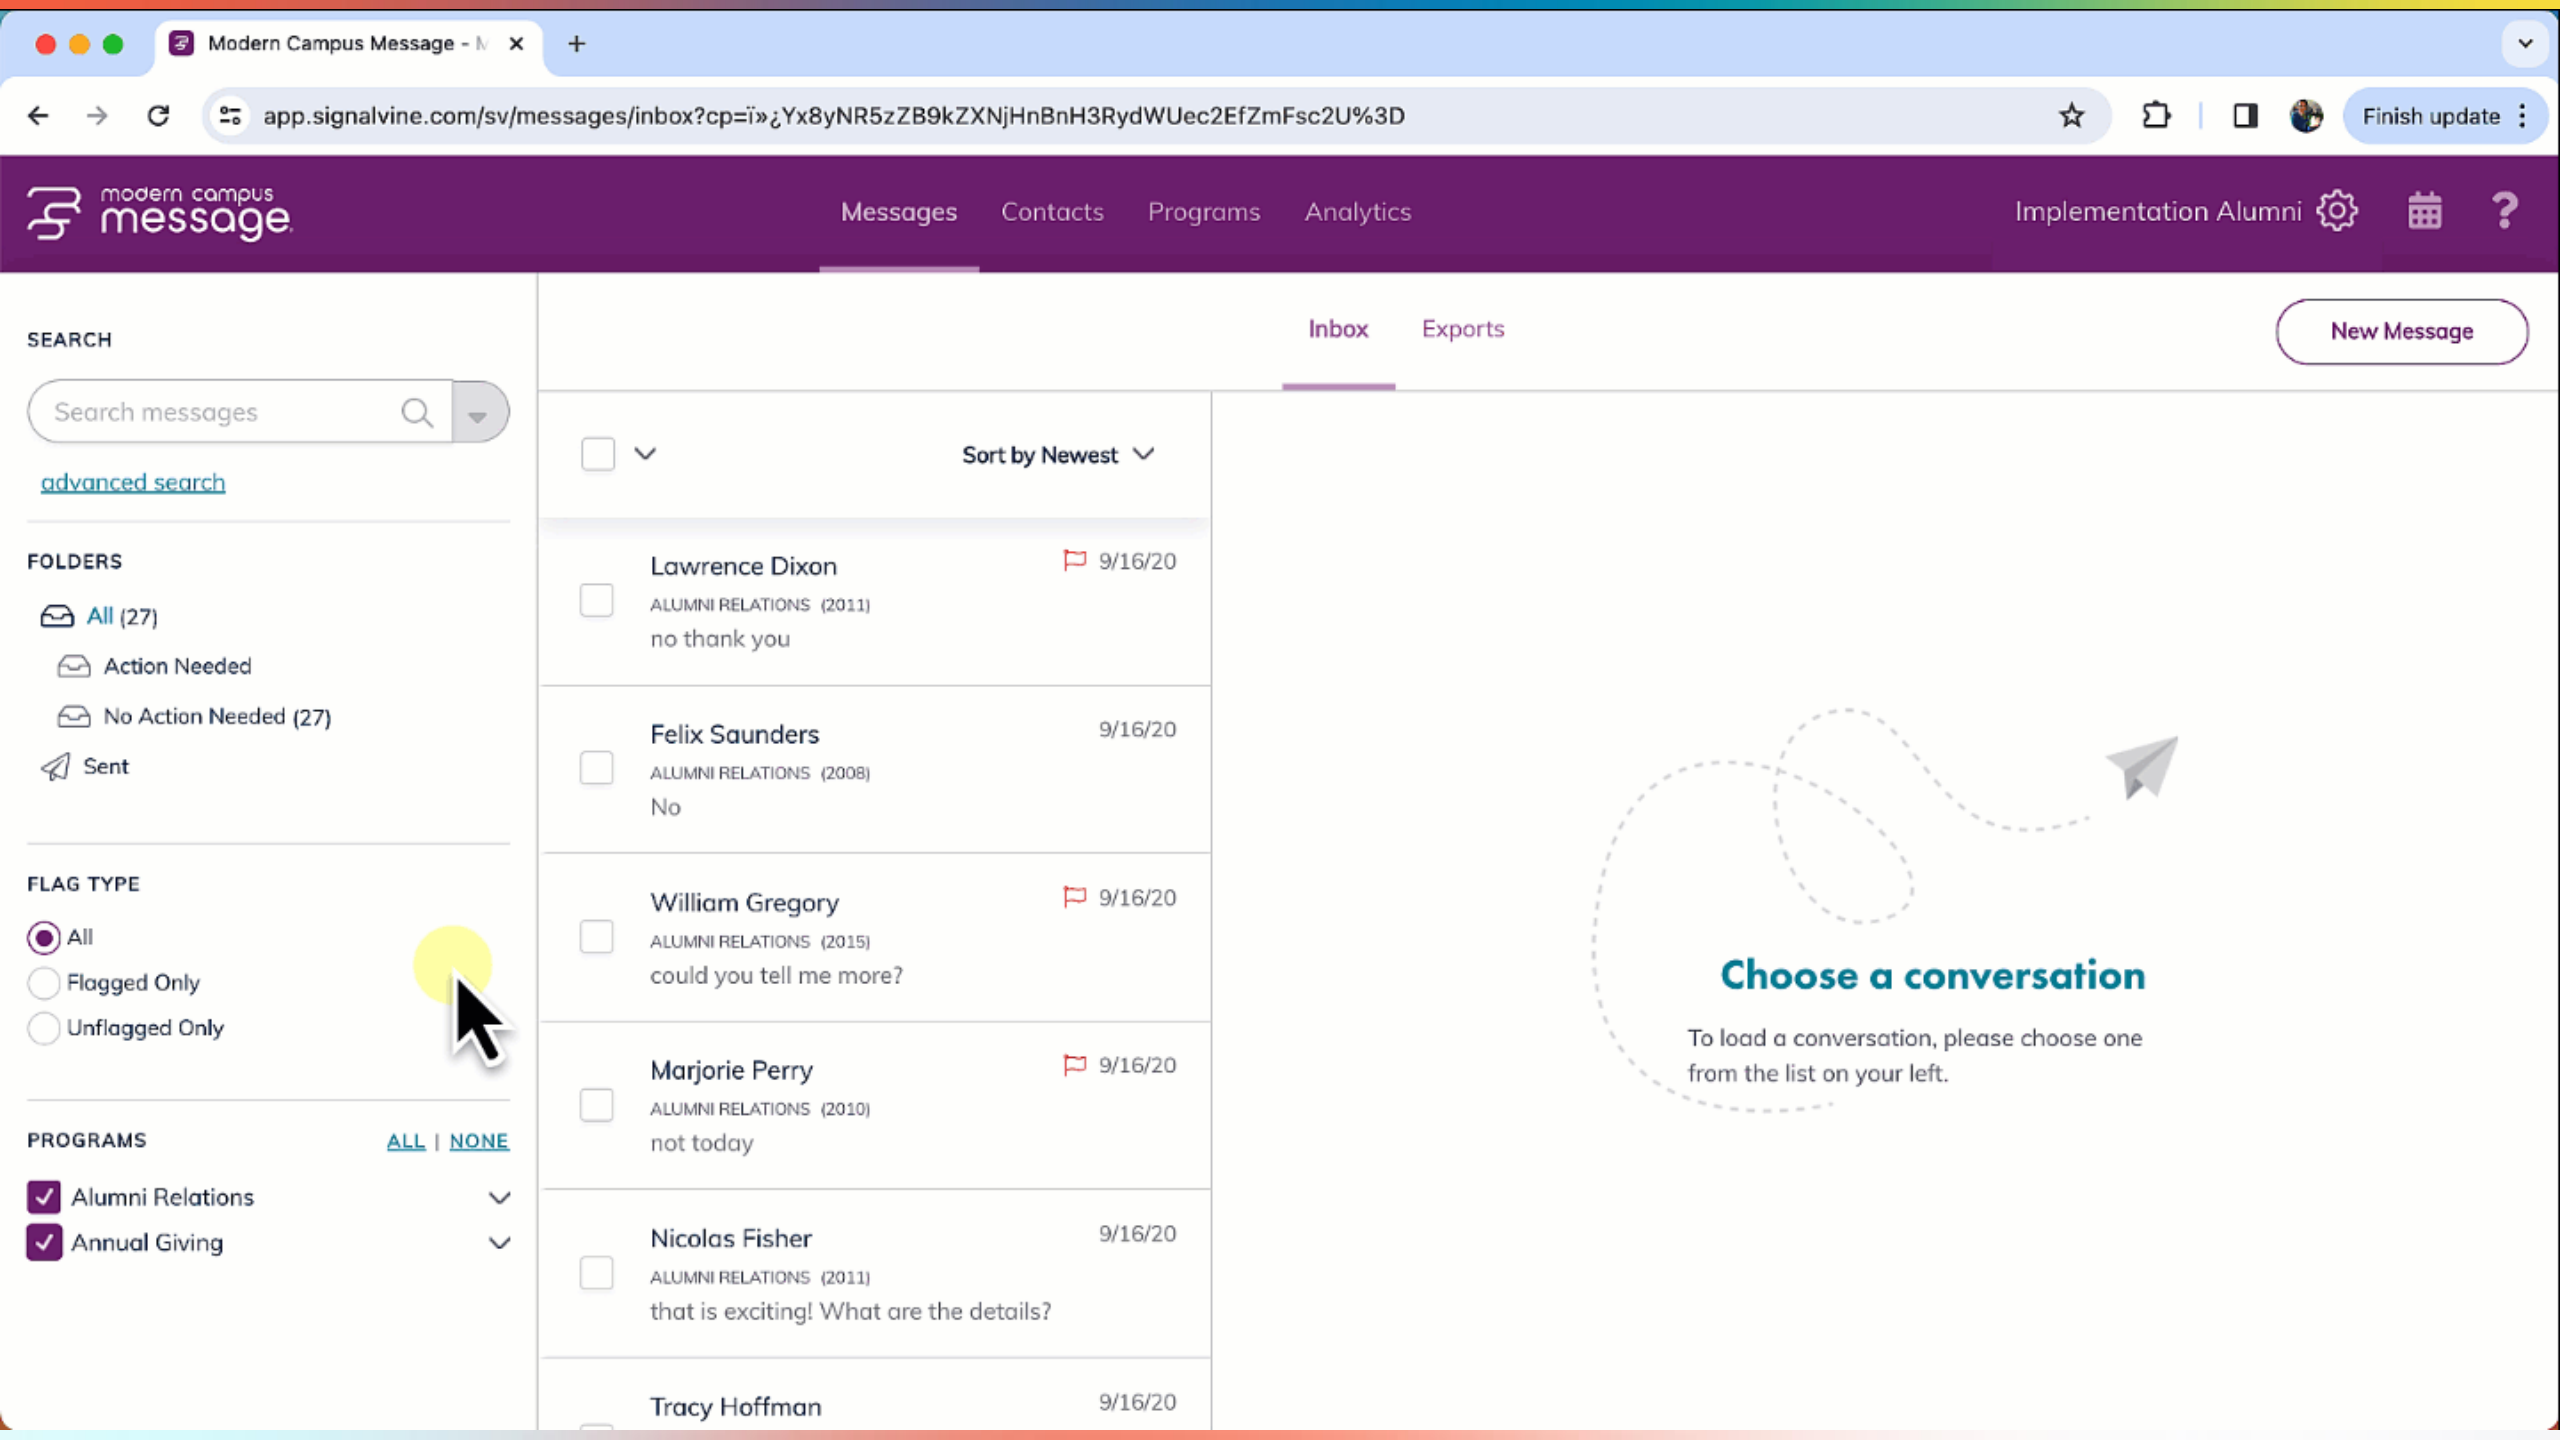 Modern Campus Message -
app.signalvine.com/sv/messages/inbox?cp=ï»¿Yx8yNR5zZB9kZXNjHnBnH3RydWUec2EfZmFsc2U%3D
Finish update
modern campus
message
Messages
Contacts
Programs
Analytics
Implementation Alumni
?
SEARCH
Search messages
advanced search
FOLDERS
All (27)
Action Needed
No Action Needed (27)
Sent
FLAG TYPE
All
Flagged Only
Unflagged Only
PROGRAMS
ALL | NONE
Alumni Relations
Annual Giving
Inbox
Exports
New Message
Sort by Newest
Lawrence Dixon
9/16/20
ALUMNI RELATIONS (2011)
no thank you
Felix Saunders
9/16/20
ALUMNI RELATIONS (2008)
No
William Gregory
9/16/20
ALUMNI RELATIONS (2015)
could you tell me more?
Marjorie Perry
9/16/20
ALUMNI RELATIONS (2010)
not today
Nicolas Fisher
9/16/20
ALUMNI RELATIONS (2011)
that is exciting! What are the details?
Tracy Hoffman
9/16/20
Choose a conversation
To load a conversation, please choose one
from the list on your left.